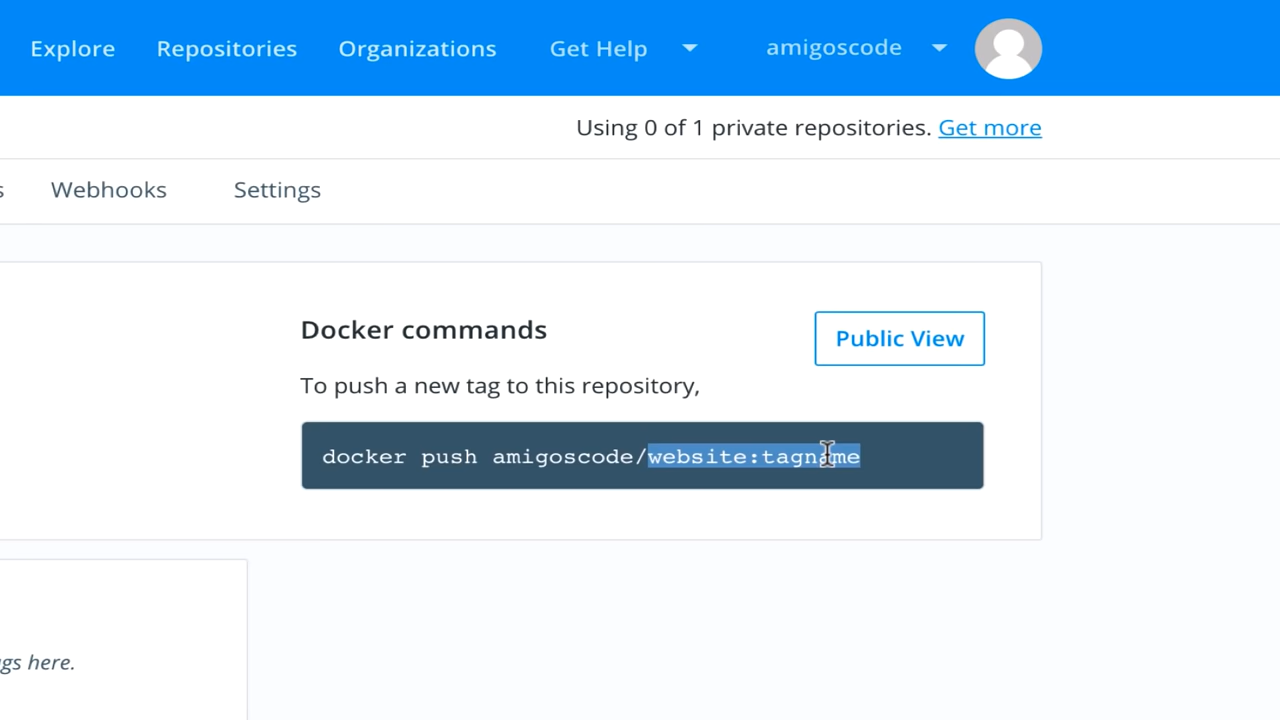 Explore Repositories Organizations Get Help amigoscode
Using 0 of 1 private repositories. Get more
s Webhooks Settings
Docker commands
Public View
To push a new tag to this repository,
docker push amigoscode/website:tagname
gs here.